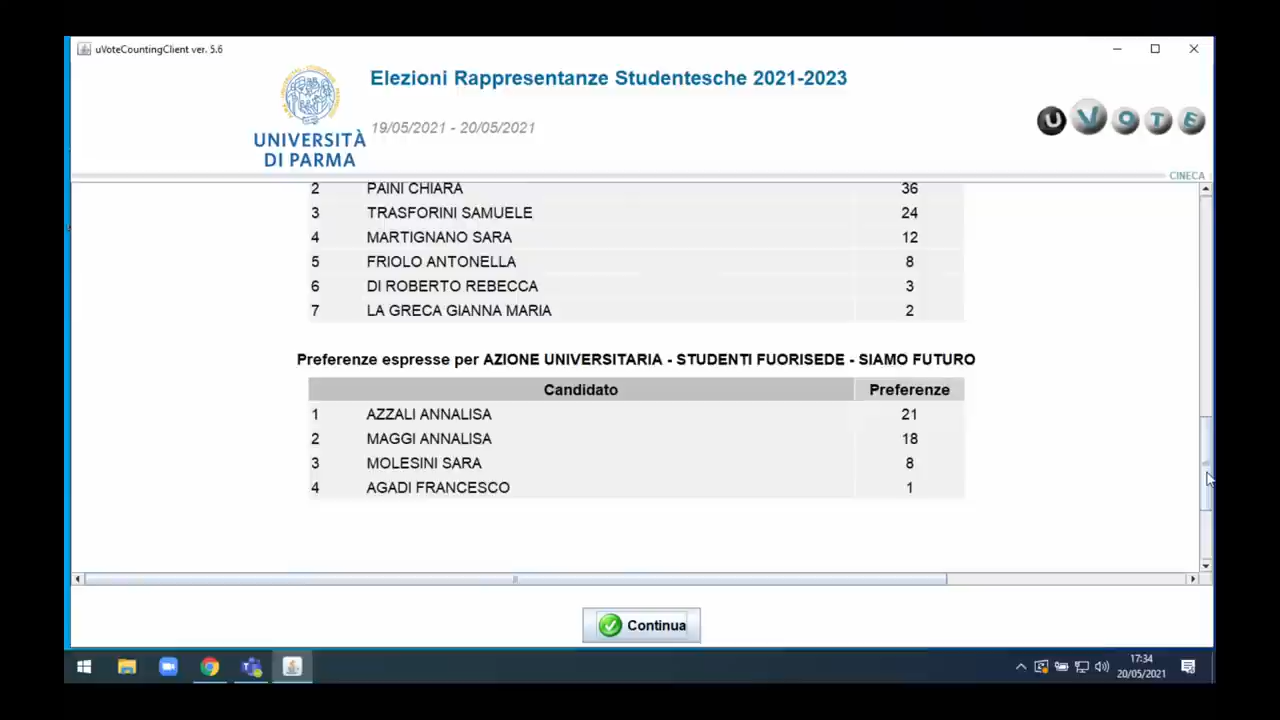 uVoteCountingClient ver. 5.6
Elezioni Rappresentanze Studentesche 2021-2023
19/05/2021 - 20/05/2021
UNIVERSITÀ
DI PARMA
U V O T E
CINECA
2 PAINI CHIARA 36
3 TRASFORINI SAMUELE 24
4 MARTIGNANO SARA 12
5 FRIOLO ANTONELLA 8
6 DI ROBERTO REBECCA 3
7 LA GRECA GIANNA MARIA 2
Preferenze espresse per AZIONE UNIVERSITARIA - STUDENTI FUORISEDE - SIAMO FUTURO
Candidato Preferenze
1 AZZALI ANNALISA 21
2 MAGGI ANNALISA 18
3 MOLESINI SARA 8
4 AGADI FRANCESCO 1
Continua
17:34
20/05/2021